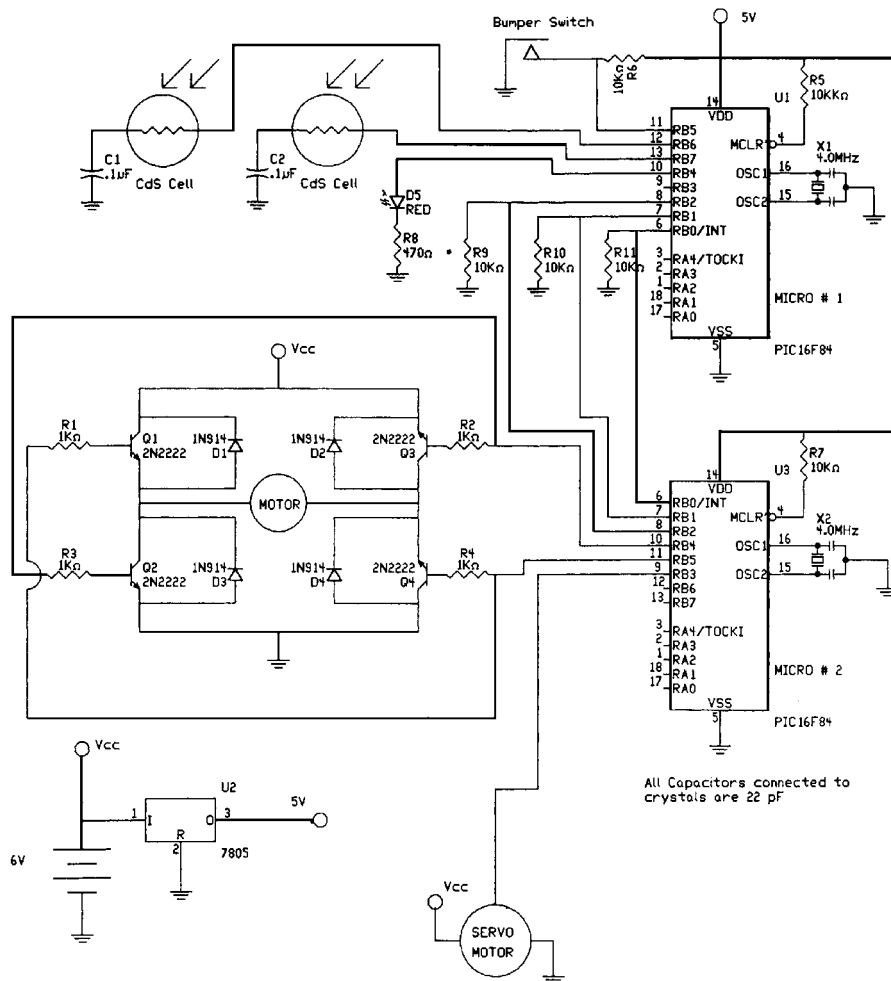 Bumper Switch
5V
10KΩ
R6
R5
10KKΩ
U1
14
VDD
11
RB5
12
RB6
13
RB7
10
RB4
9
RB3
8
RB2
7
RB1
6
RB0/INT
3
RA4/TOCKI
2
RA3
1
RA2
18
RA1
17
RA0
MCLR
4
X1
4.0MHz
OSC1
16
OSC2
15
MICRO # 1
VSS
5
PIC16F84
C1
.1µF
CdS Cell
C2
.1µF
CdS Cell
D5
RED
R8
470Ω
R9
10KΩ
R10
10KΩ
R11
10KΩ
Vcc
R1
1KΩ
Q1
2N2222
1N914
D1
1N914
D2
2N2222
Q3
R2
1KΩ
MOTOR
R3
1KΩ
Q2
2N2222
1N914
D3
1N914
D4
2N2222
Q4
R4
1KΩ
R7
10KΩ
U3
14
VDD
6
RB0/INT
7
RB1
8
RB2
10
RB4
11
RB5
9
RB3
12
RB6
13
RB7
3
RA4/TOCKI
2
RA3
1
RA2
18
RA1
17
RA0
MCLR
4
X2
4.0MHz
OSC1
16
OSC2
15
MICRO # 2
VSS
5
PIC16F84
Vcc
6V
U2
1
I
O
3
R
2
7805
5V
All Capacitors connected to
crystals are 22 pF
Vcc
SERVO
MOTOR